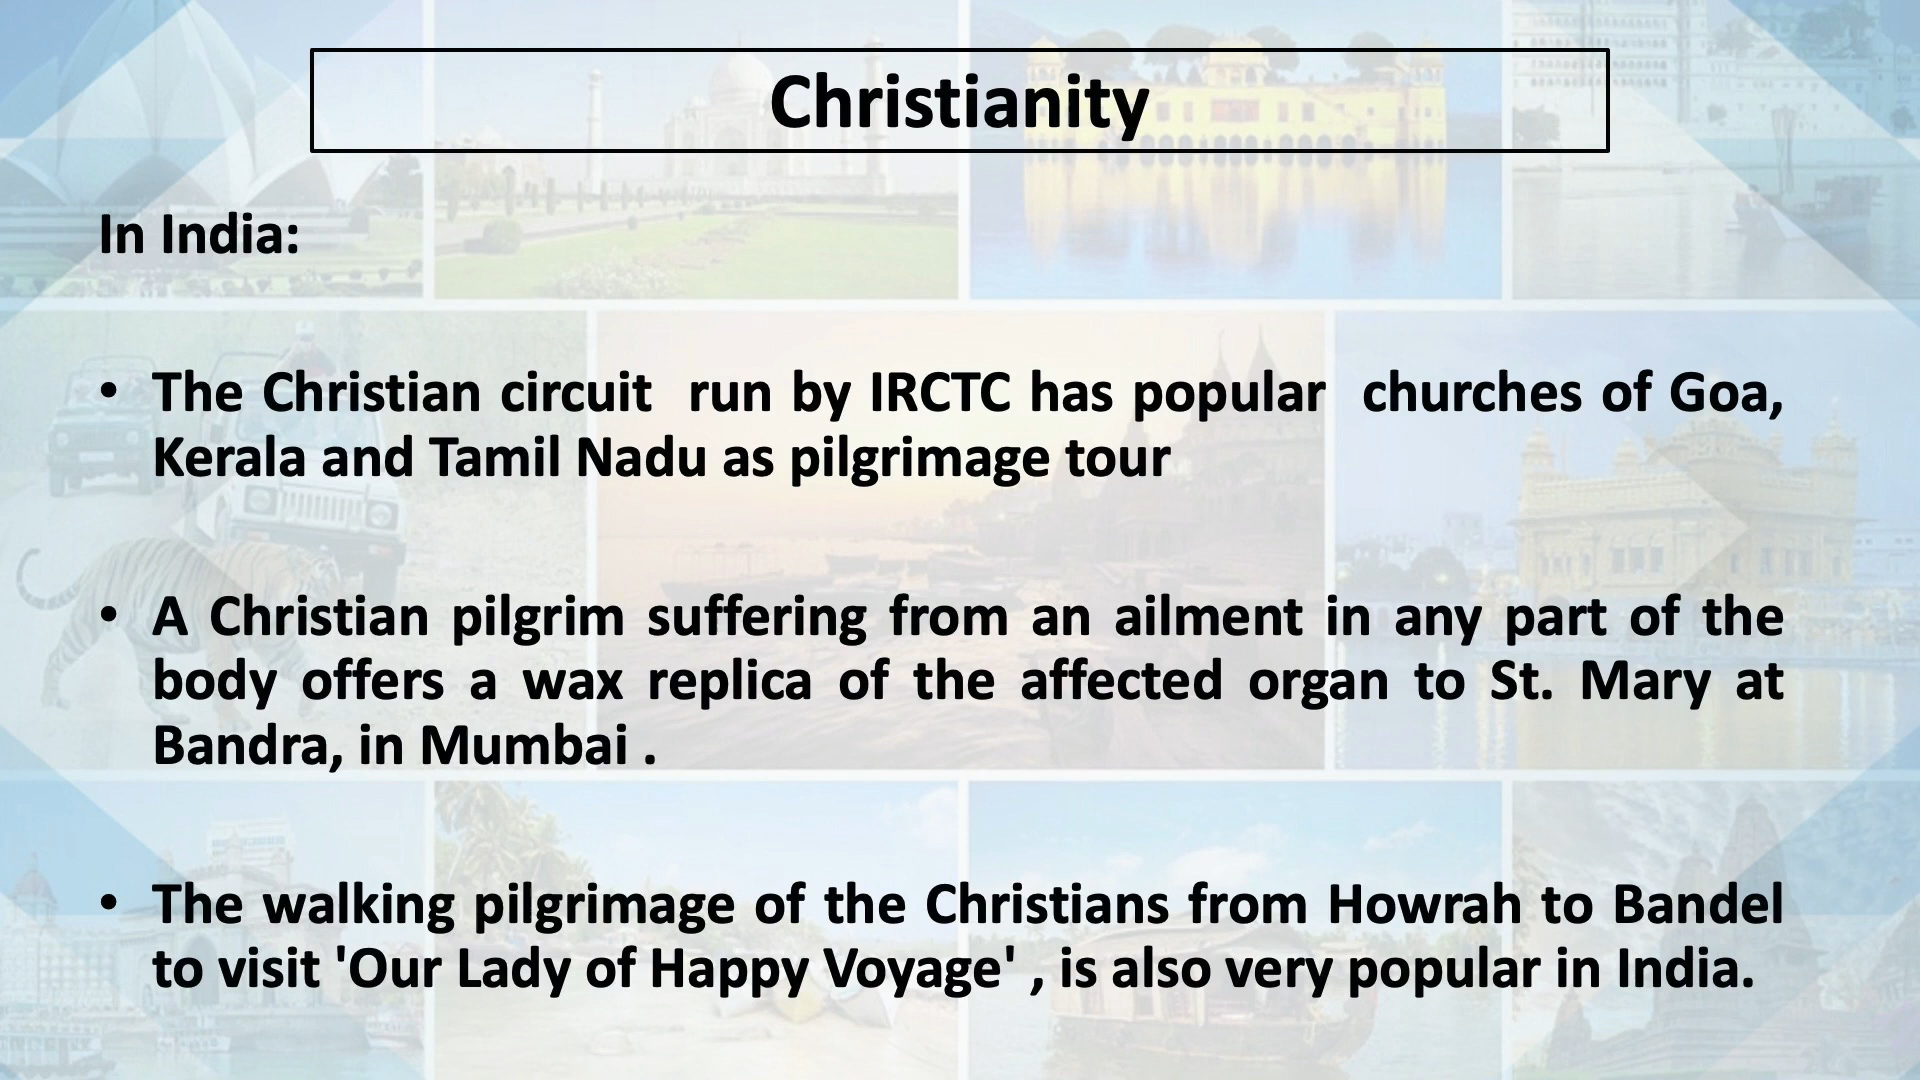 Christianity
In India:
• The Christian circuit  run by IRCTC has popular  churches of Goa,
Kerala and Tamil Nadu as pilgrimage tour
• A Christian pilgrim suffering from an ailment in any part of the
body offers a wax replica of the affected organ to St. Mary at
Bandra, in Mumbai .
• The walking pilgrimage of the Christians from Howrah to Bandel
to visit 'Our Lady of Happy Voyage' , is also very popular in India.